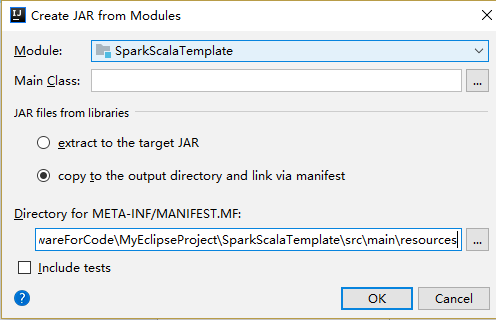 Create JAR from Modules
Module: SparkScalaTemplate
Main Class: ...
JAR files from libraries
extract to the target JAR
copy to the output directory and link via manifest
Directory for META-INF/MANIFEST.MF:
wareForCode\MyEclipseProject\SparkScalaTemplate\src\main\resources ...
Include tests
? OK Cancel